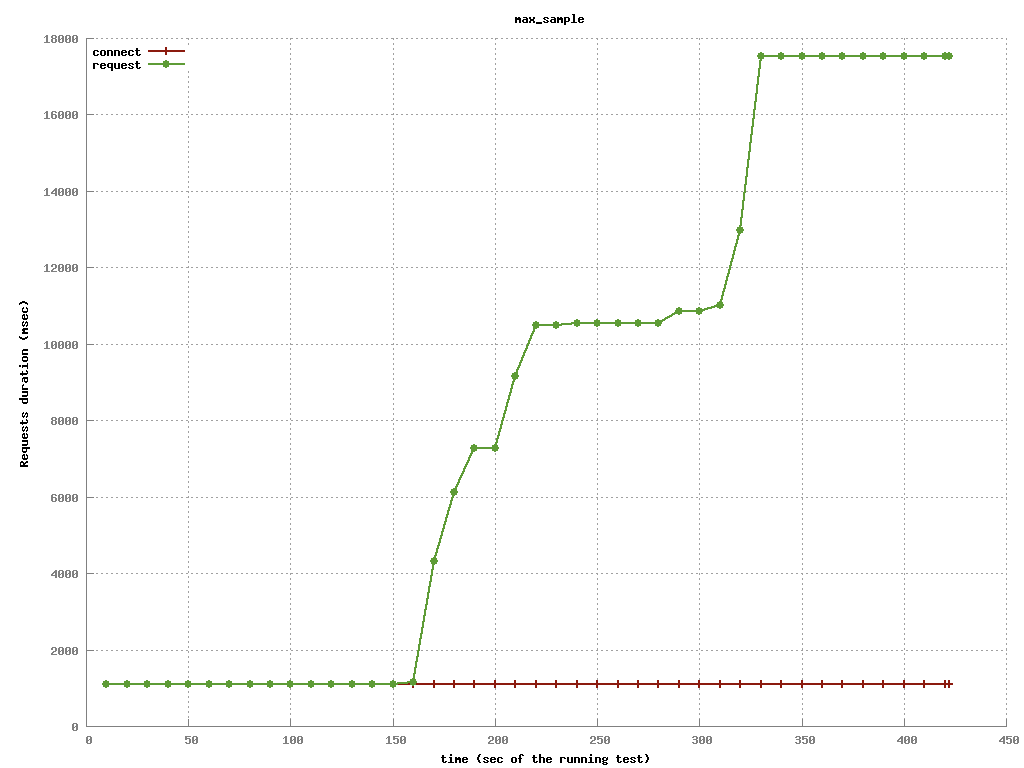 max_sample
18000
16000
14000
12000
10000
8000
6000
4000
2000
0
connect
request
Requests duration (msec)
0 50 100 150 200 250 300 350 400 450
time (sec of the running test)